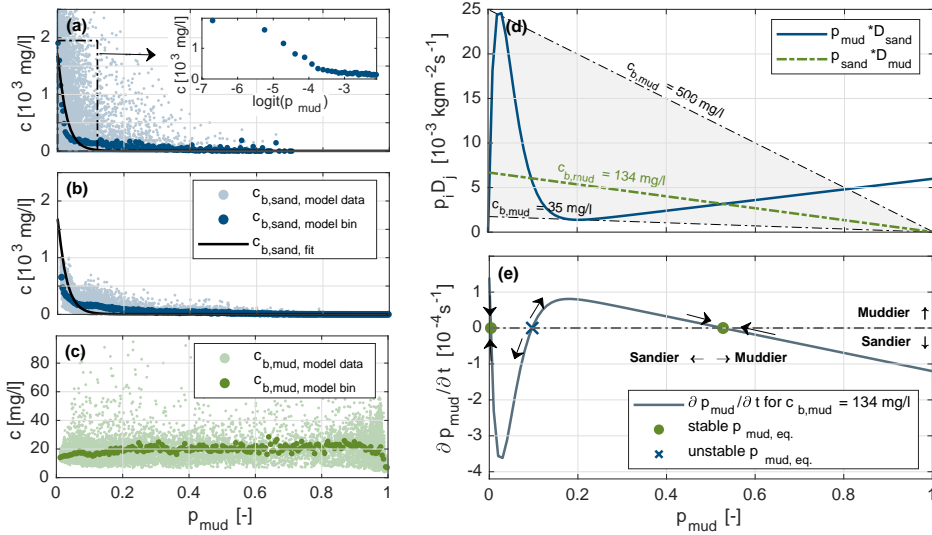 (a)
c [10³ mg/l]
2
1
0
c [10³ mg/l]
2
1
0
-6
-4
-2
logit(p_mud)
(b)
c [10³ mg/l]
2
1
0
c_b,sand, model data
c_b,sand, model bin
c_b,sand, fit
(c)
c [mg/l]
80
60
40
20
0
c_b,mud, model data
c_b,mud, model bin
0
0.2
0.4
0.6
0.8
1
p_mud [-]
(d)
p_iD_j [10⁻³ kgm⁻²s⁻¹]
25
20
15
10
5
0
p_mud *D_sand
p_sand *D_mud
c_b,mud = 500 mg/l
c_b,mud = 134 mg/l
c_b,mud = 35 mg/l
(e)
∂ p_mud/∂ t [10⁻⁴s⁻¹]
1
0
-1
-2
-3
-4
Muddier ↑
Sandier ↓
Sandier ← → Muddier
∂ p_mud/∂ t for c_b,mud = 134 mg/l
stable p_mud, eq.
unstable p_mud, eq.
0
0.2
0.4
0.6
0.8
1
p_mud [-]